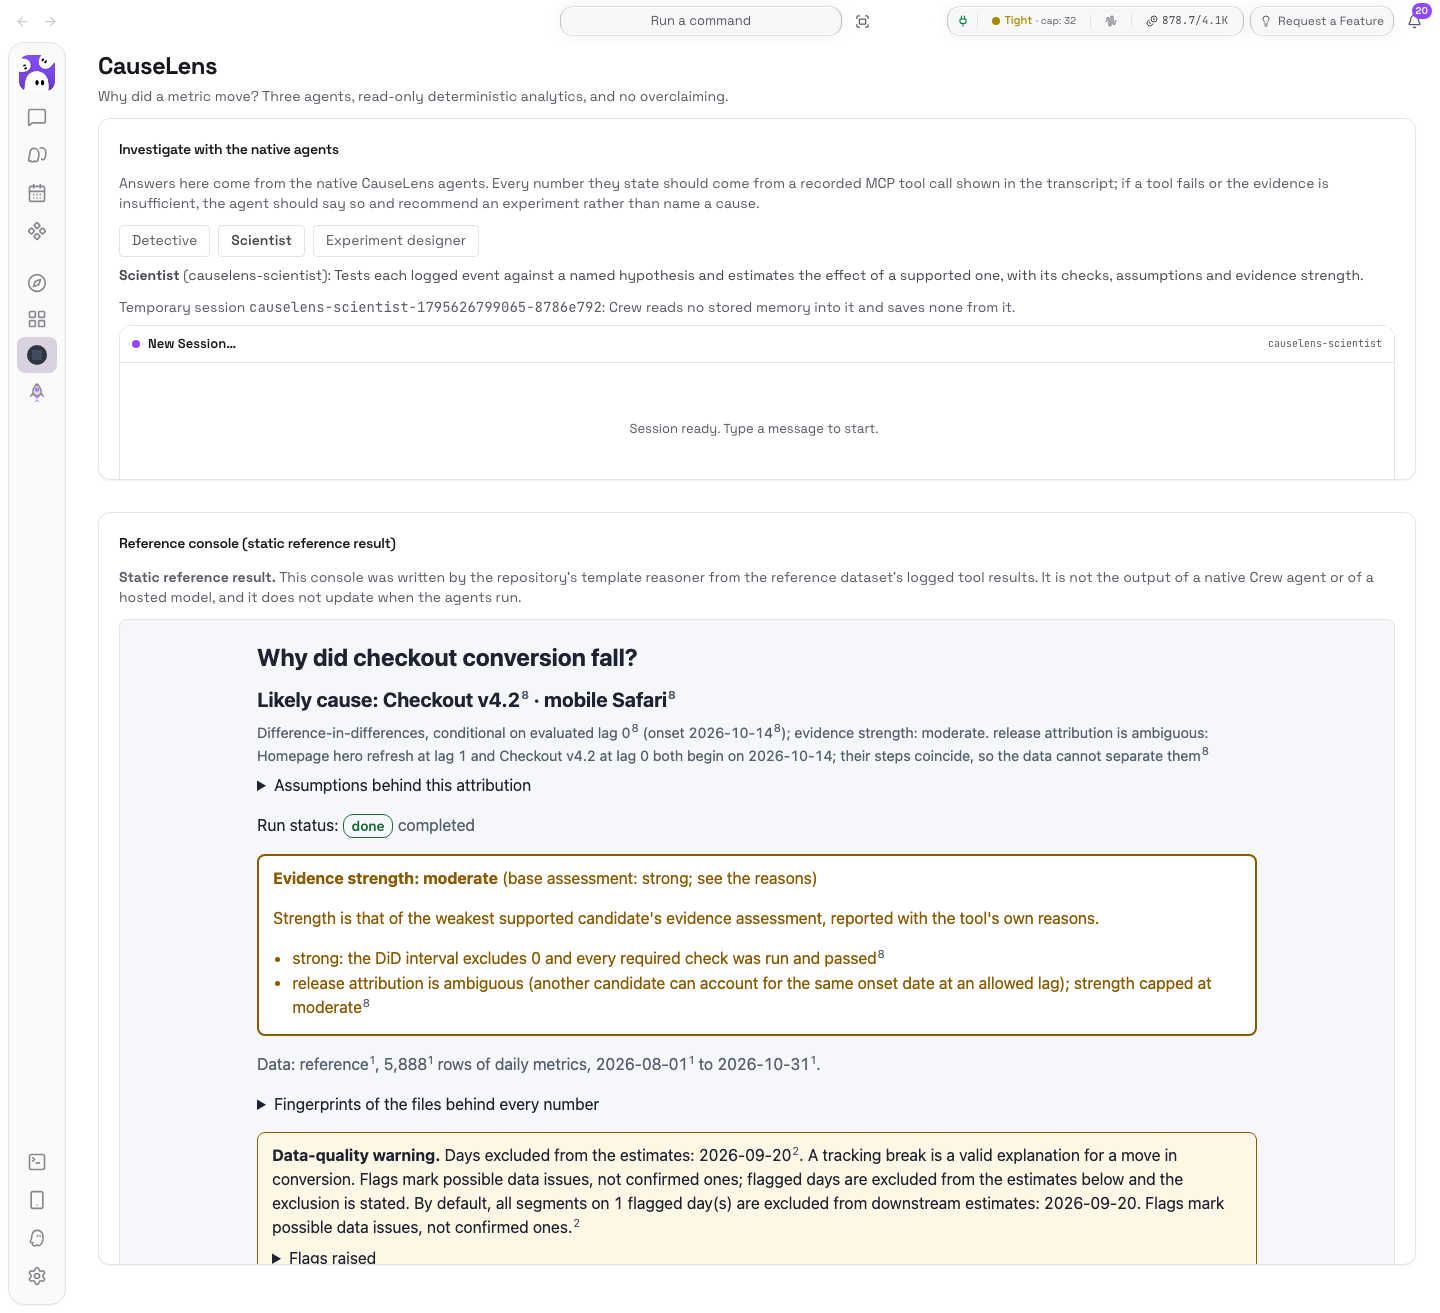 Run a command
Tight · cap: 32
878.7/4.1K
Request a Feature
20
CauseLens
Why did a metric move? Three agents, read-only deterministic analytics, and no overclaiming.
Investigate with the native agents
Answers here come from the native CauseLens agents. Every number they state should come from a recorded MCP tool call shown in the transcript; if a tool fails or the evidence is
insufficient, the agent should say so and recommend an experiment rather than name a cause.
Detective
Scientist
Experiment designer
Scientist (causelens-scientist): Tests each logged event against a named hypothesis and estimates the effect of a supported one, with its checks, assumptions and evidence strength.
Temporary session causelens-scientist-1795626799065-8786e792: Crew reads no stored memory into it and saves none from it.
New Session...
causelens-scientist
Session ready. Type a message to start.
Reference console (static reference result)
Static reference result. This console was written by the repository's template reasoner from the reference dataset's logged tool results. It is not the output of a native Crew agent or of a
hosted model, and it does not update when the agents run.
Why did checkout conversion fall?
Likely cause: Checkout v4.2⁸ · mobile Safari⁸
Difference-in-differences, conditional on evaluated lag 0⁸ (onset 2026-10-14⁸); evidence strength: moderate. release attribution is ambiguous:
Homepage hero refresh at lag 1 and Checkout v4.2 at lag 0 both begin on 2026-10-14; their steps coincide, so the data cannot separate them⁸
Assumptions behind this attribution
Run status: done completed
Evidence strength: moderate (base assessment: strong; see the reasons)
Strength is that of the weakest supported candidate's evidence assessment, reported with the tool's own reasons.
• strong: the DiD interval excludes 0 and every required check was run and passed⁸
• release attribution is ambiguous (another candidate can account for the same onset date at an allowed lag); strength capped at
moderate⁸
Data: reference¹, 5,888¹ rows of daily metrics, 2026-08-01¹ to 2026-10-31¹.
Fingerprints of the files behind every number
Data-quality warning. Days excluded from the estimates: 2026-09-20². A tracking break is a valid explanation for a move in
conversion. Flags mark possible data issues, not confirmed ones; flagged days are excluded from the estimates below and the
exclusion is stated. By default, all segments on 1 flagged day(s) are excluded from downstream estimates: 2026-09-20. Flags mark
possible data issues, not confirmed ones.²
Flags raised